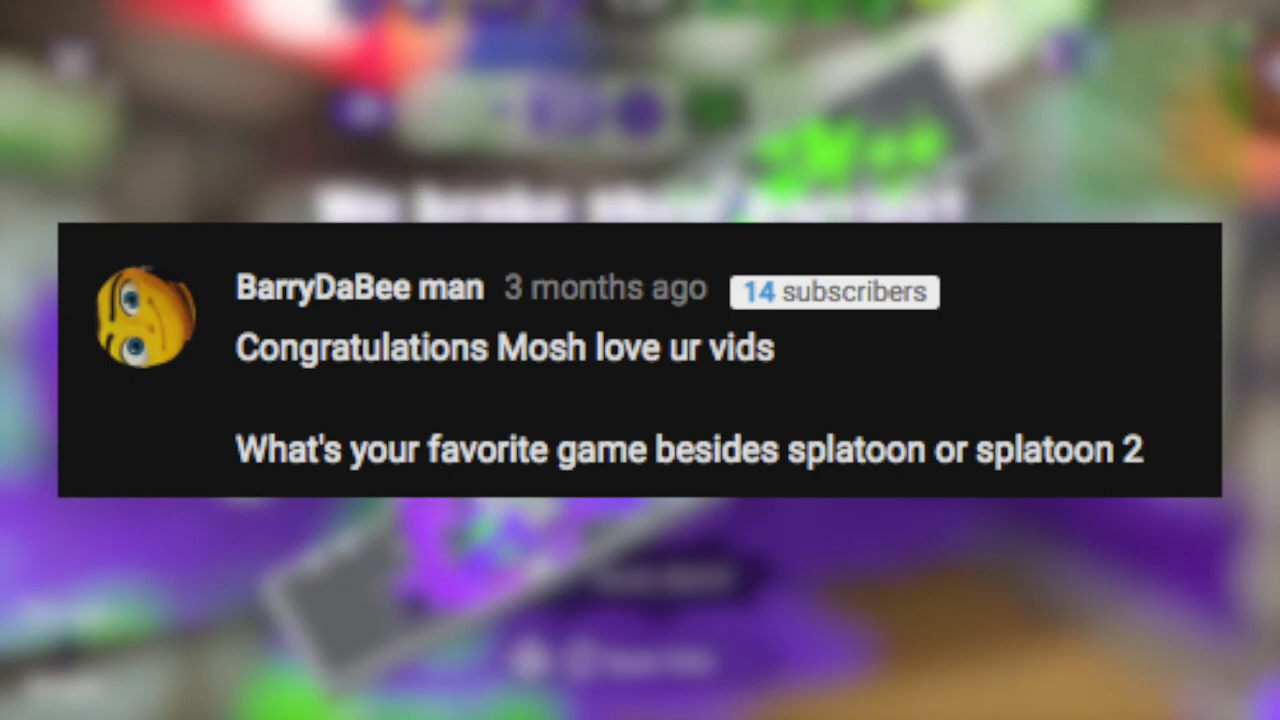 BarryDaBee man 3 months ago 14 subscribers
Congratulations Mosh love ur vids
What's your favorite game besides splatoon or splatoon 2